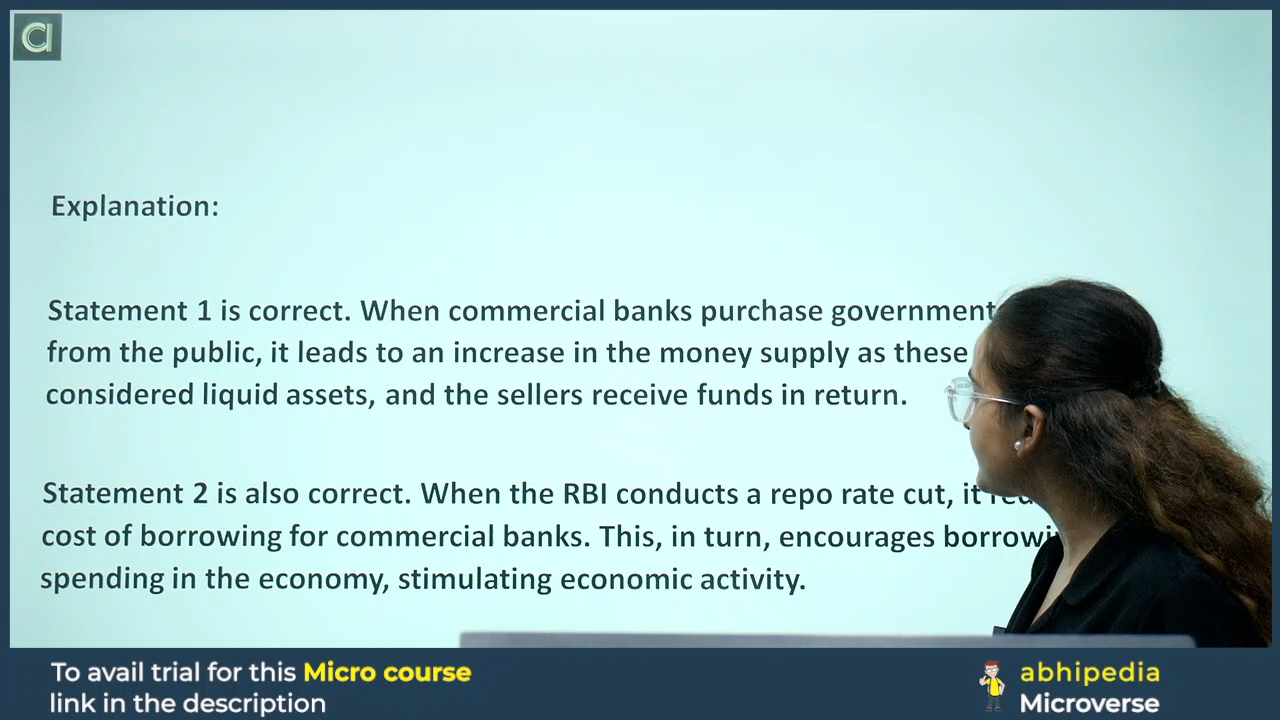 a
Explanation:
Statement 1 is correct. When commercial banks purchase government
from the public, it leads to an increase in the money supply as these
considered liquid assets, and the sellers receive funds in return.
Statement 2 is also correct. When the RBI conducts a repo rate cut, it
cost of borrowing for commercial banks. This, in turn, encourages
spending in the economy, stimulating economic activity.
To avail trial for this Micro course
link in the description
abhipedia
Microverse